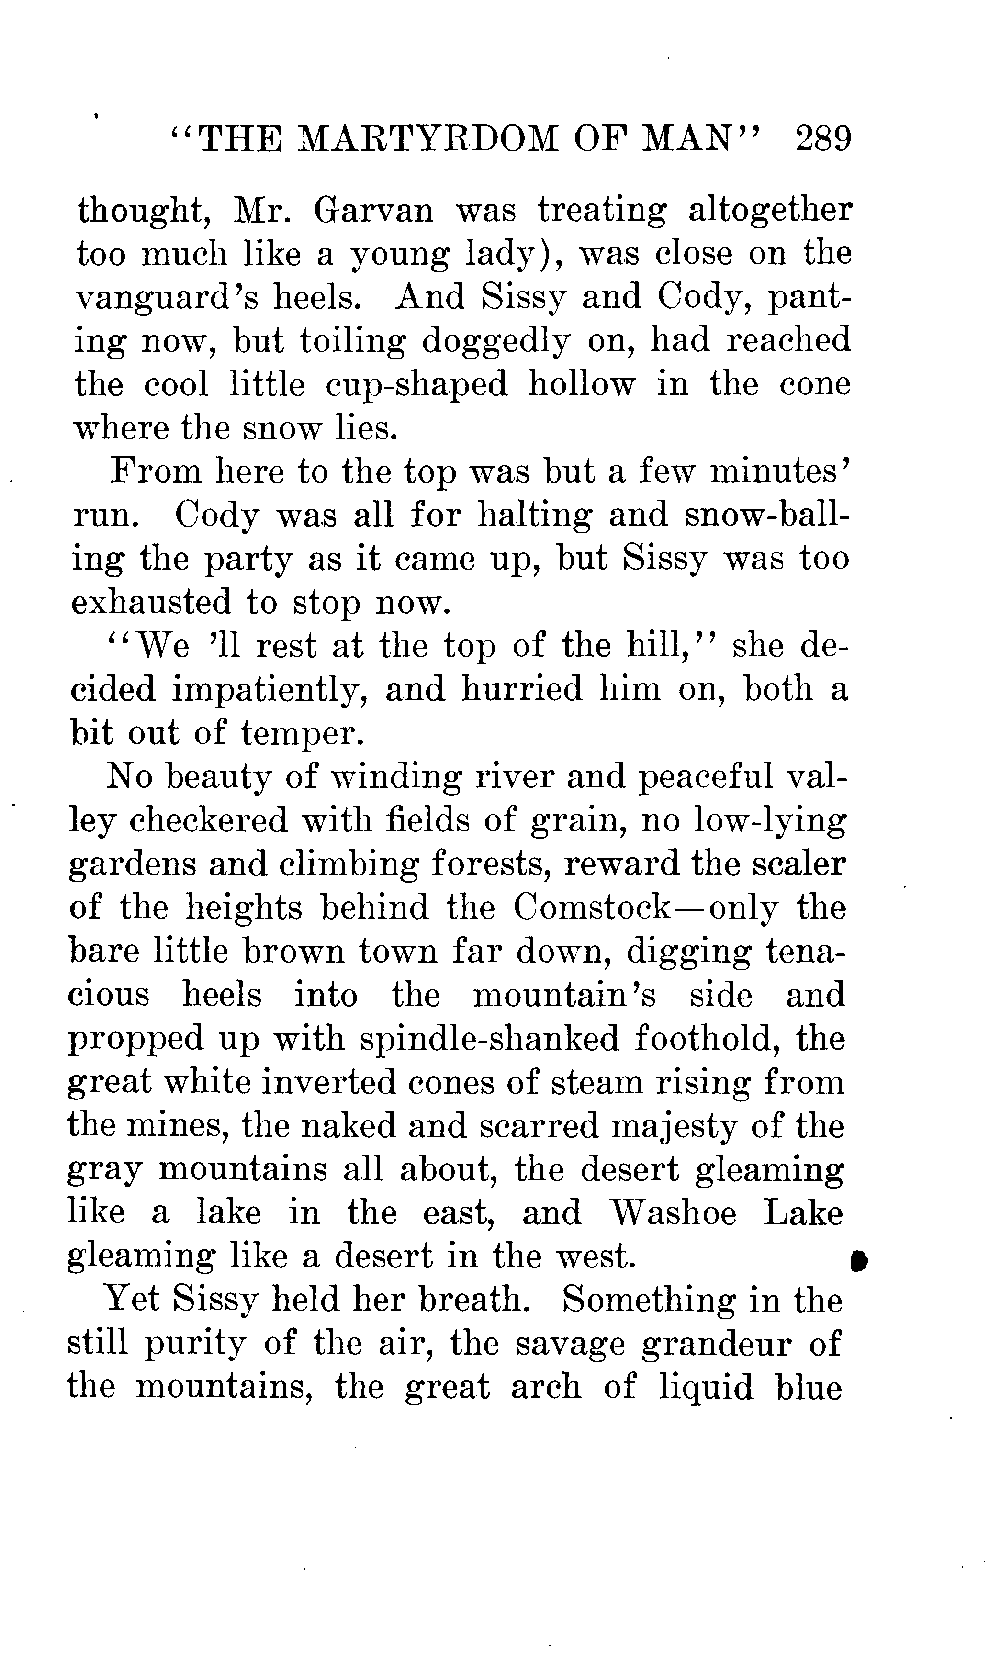 "THE MARTYRDOM OF MAN" 289
thought, Mr. Garvan was treating altogether
too much like a young lady), was close on the
vanguard's heels. And Sissy and Cody, pant-
ing now, but toiling doggedly on, had reached
the cool little cup-shaped hollow in the cone
where the snow lies.
From here to the top was but a few minutes'
run. Cody was all for halting and snow-ball-
ing the party as it came up, but Sissy was too
exhausted to stop now.
"We 'll rest at the top of the hill," she de-
cided impatiently, and hurried him on, both a
bit out of temper.
No beauty of winding river and peaceful val-
ley checkered with fields of grain, no low-lying
gardens and climbing forests, reward the scaler
of the heights behind the Comstock—only the
bare little brown town far down, digging tena-
cious heels into the mountain's side and
propped up with spindle-shanked foothold, the
great white inverted cones of steam rising from
the mines, the naked and scarred majesty of the
gray mountains all about, the desert gleaming
like a lake in the east, and Washoe Lake
gleaming like a desert in the west.
Yet Sissy held her breath. Something in the
still purity of the air, the savage grandeur of
the mountains, the great arch of liquid blue